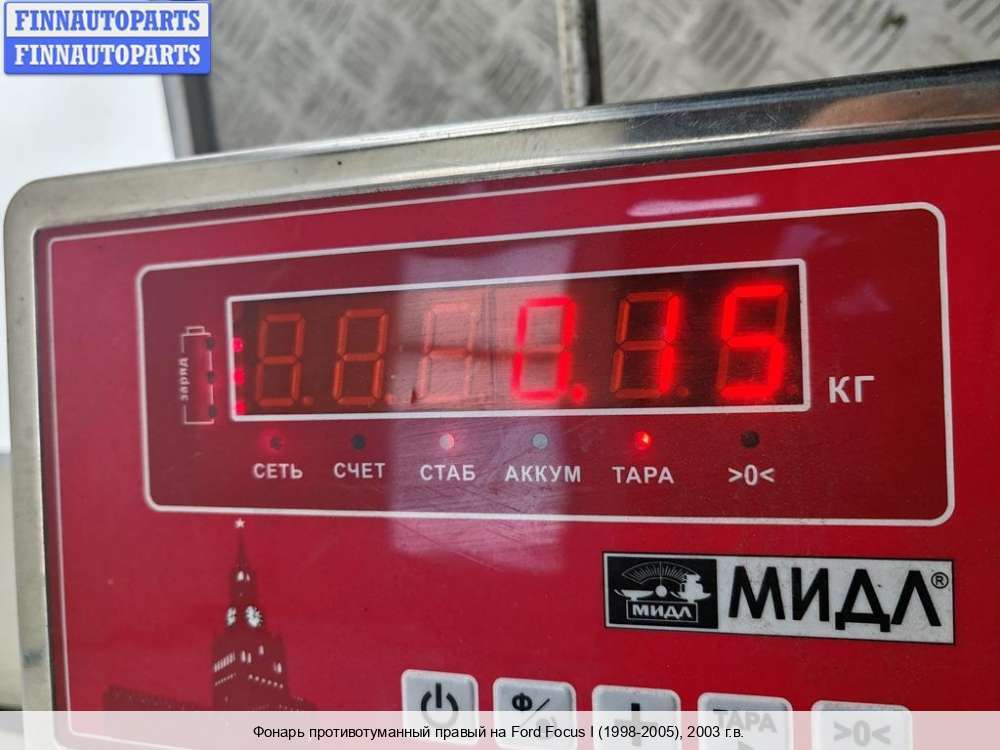 FINNAUTOPARTS
FINNAUTOPARTS
заряд
0.15
КГ
СЕТЬ СЧЕТ СТАБ АККУМ ТАРА >0<
МИДЛ МИДЛ®
ТАРА >0<
Фонарь противотуманный правый на Ford Focus I (1998-2005), 2003 г.в.